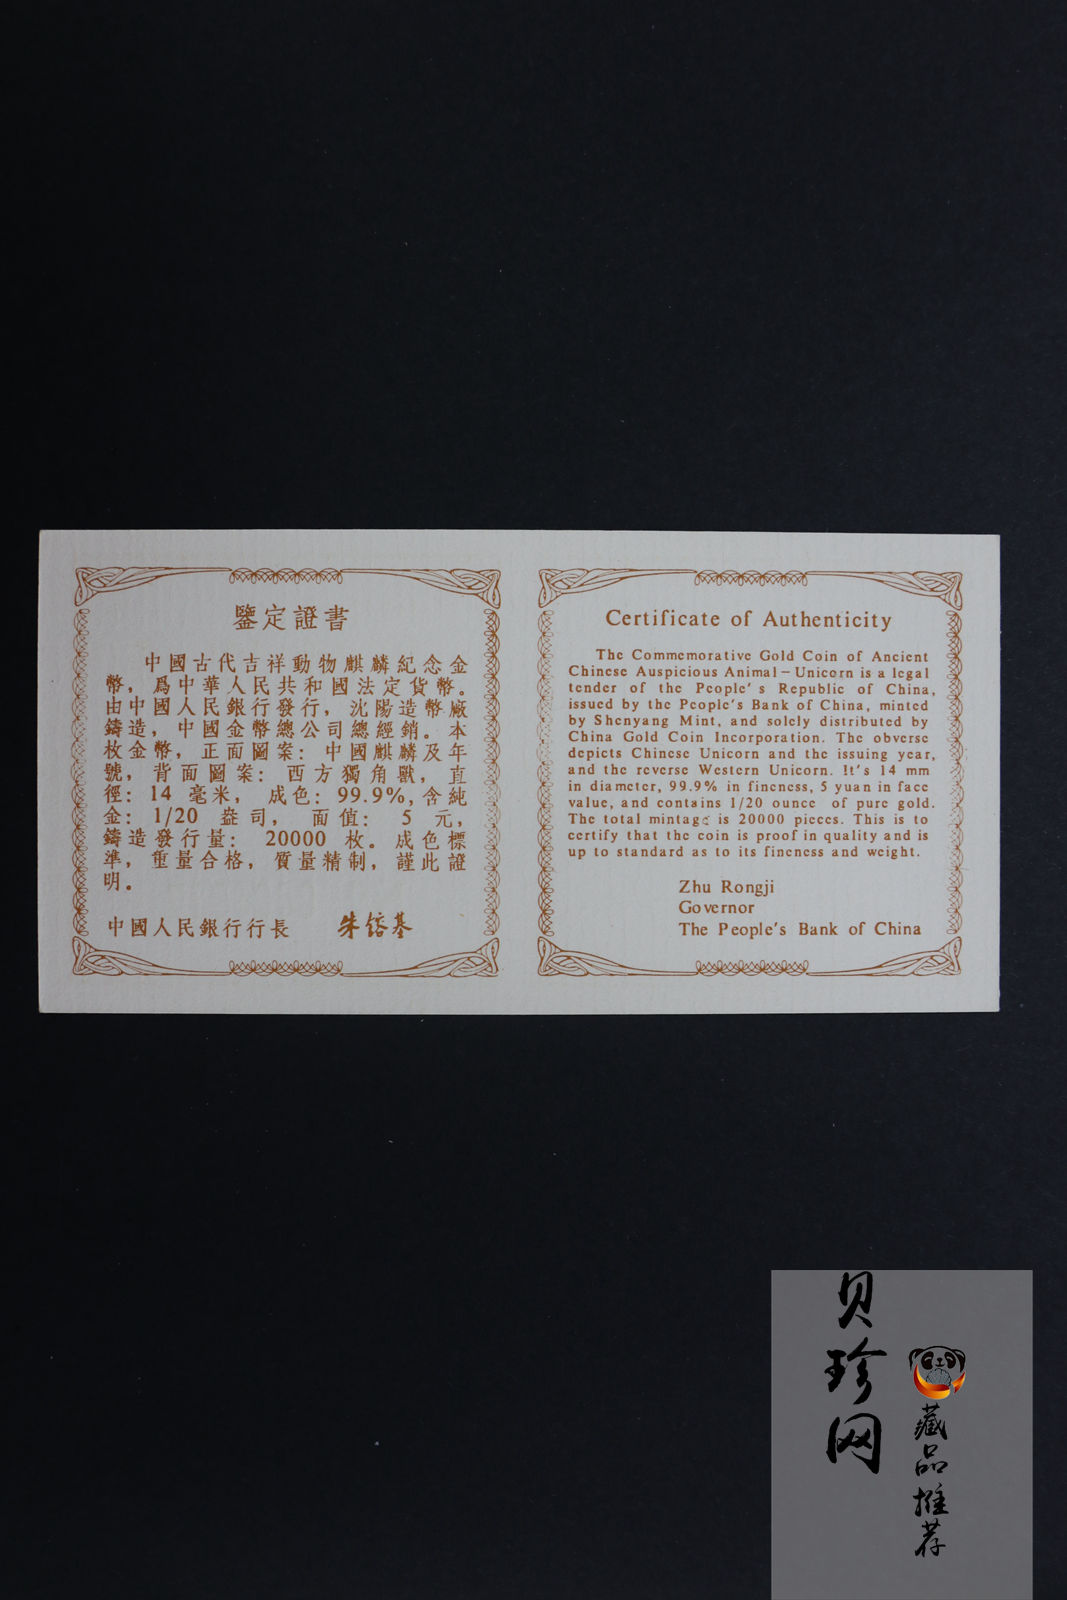 鑒定證書
中國古代吉祥動物麒麟紀念金
幣，爲中華人民共和國法定貨幣。
由中國人民銀行發行，沈陽造幣廠
鑄造，中國金幣總公司總經銷。本
枚金幣，正面圖案：中國麒麟及年
號，背面圖案：西方獨角獸，直
徑：14 毫米，成色：99.9%,含純
金：1/20 盎司，面值：5 元，
鑄造發行量：20000 枚。成色標
準，重量合格，質量精制，謹此證
明。
中國人民銀行行長 朱鎔基
Certificate of Authenticity
The Commemorative Gold Coin of Ancient
Chinese Auspicious Animal–Unicorn is a legal
tender of the People's Republic of China,
issued by the People's Bank of China, minted
by Shenyang Mint, and solely distributed by
China Gold Coin Incorporation. The obverse
depicts Chinese Unicorn and the issuing year,
and the reverse Western Unicorn. It's 14 mm
in diameter, 99.9% in fineness, 5 yuan in face
value, and contains 1/20 ounce of pure gold.
The total mintage is 20000 pieces. This is to
certify that the coin is proof in quality and is
up to standard as to its fineness and weight.
Zhu Rongji
Governor
The People's Bank of China
贝珍网
藏品推荐